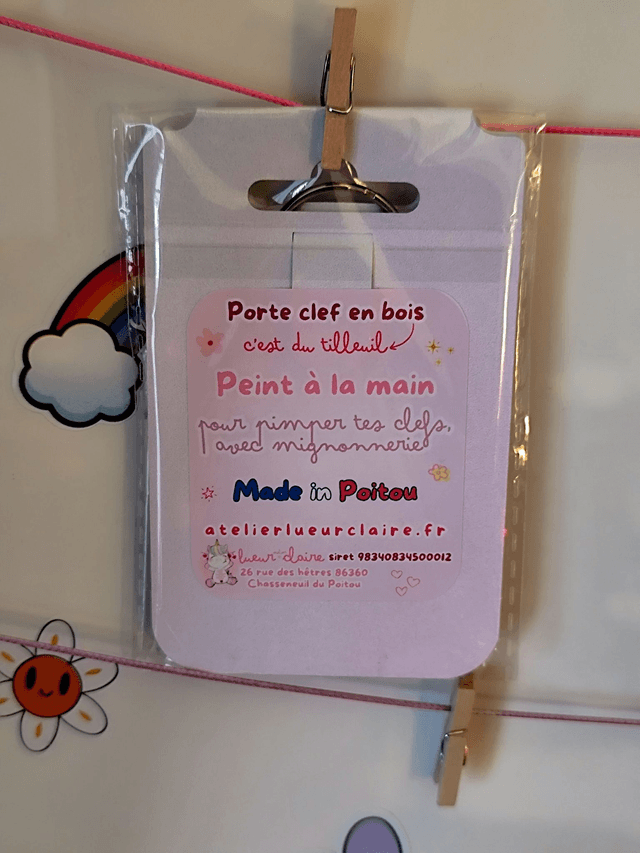 Porte clef en bois
c'est du tilleul
Peint à la main
pour pimper tes clefs,
avec mignonnerie
Made in Poitou
atelierlueurclaire.fr
lueur claire siret 98340834500012
26 rue des hêtres 86360
Chasseneuil du Poitou